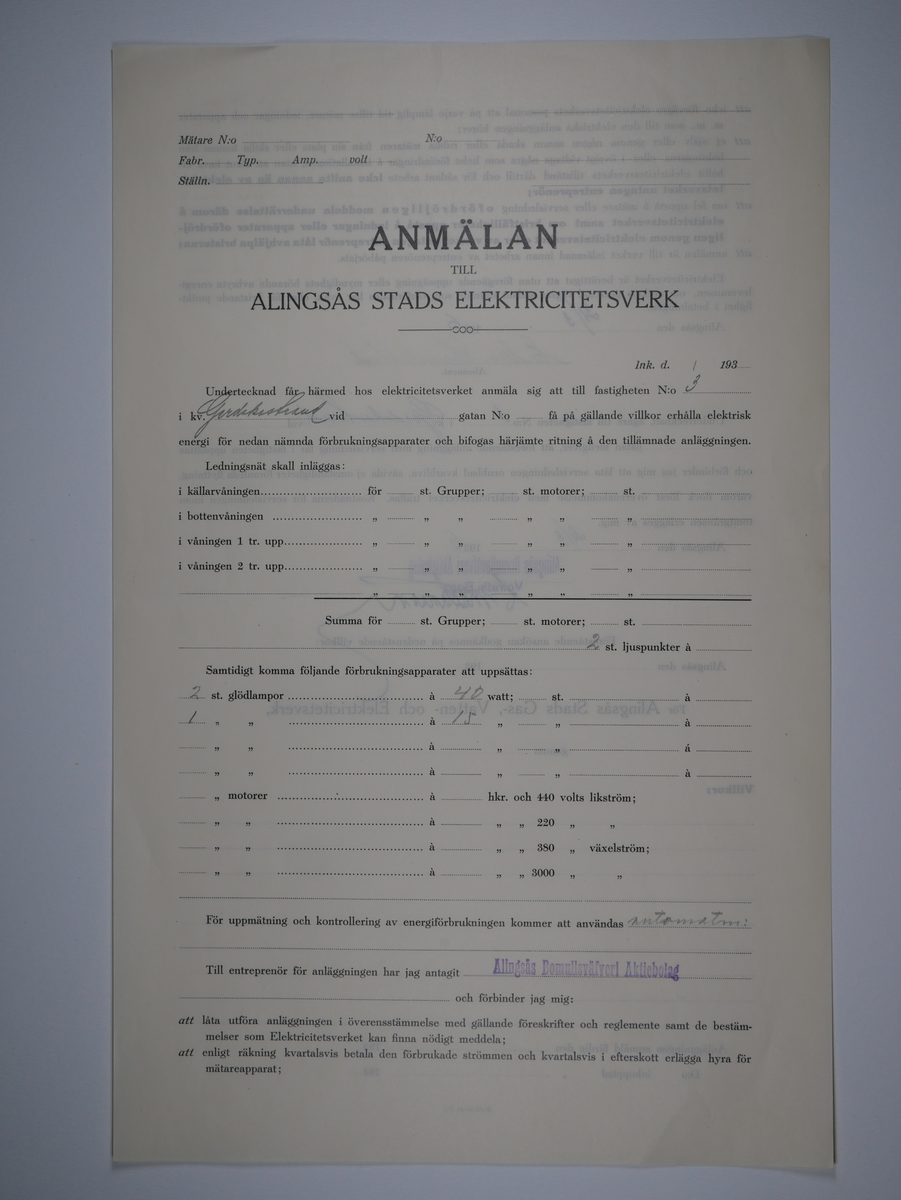 Mätare N:o N:o
Fabr. Typ. Amp. volt
Ställn.
ANMÄLAN
TILL
ALINGSÅS STADS ELEKTRICITETSVERK
Ink. d. / 193
Undertecknad får härmed hos elektricitetsverket anmäla sig att till fastigheten N:o 3
i kv. vid gatan N:o få på gällande villkor erhålla elektrisk
energi för nedan nämnda förbrukningsapparater och bifogas härjämte ritning å den tillämnade anläggningen.
Ledningsnät skall inläggas:
i källarvåningen för st. Grupper; st. motorer; st.
i bottenvåningen „ „ „ „ „ „
i våningen 1 tr. upp „ „ „ „ „ „
i våningen 2 tr. upp „ „ „ „ „ „
„ „ „ „ „ „
Summa för st. Grupper; st. motorer; st.
2 st. ljuspunkter à
Samtidigt komma följande förbrukningsapparater att uppsättas:
2 st. glödlampor à 40 watt; st. à
1 „ „ à 15 „ „ à
„ „ à „ „ á
„ „ à „ „ à
„ motorer à hkr. och 440 volts likström;
„ „ à „ „ 220 „ „
„ „ à „ „ 380 „ växelström;
„ „ à „ „ 3000 „ „
För uppmätning och kontrollering av energiförbrukningen kommer att användas automatm:
Till entreprenör för anläggningen har jag antagit Alingsås Bomullsväfveri Aktiebolag
och förbinder jag mig:
att låta utföra anläggningen i överensstämmelse med gällande föreskrifter och reglemente samt de bestäm-
melser som Elektricitetsverket kan finna nödigt meddela;
att enligt räkning kvartalsvis betala den förbrukade strömmen och kvartalsvis i efterskott erlägga hyra för
mätareapparat;